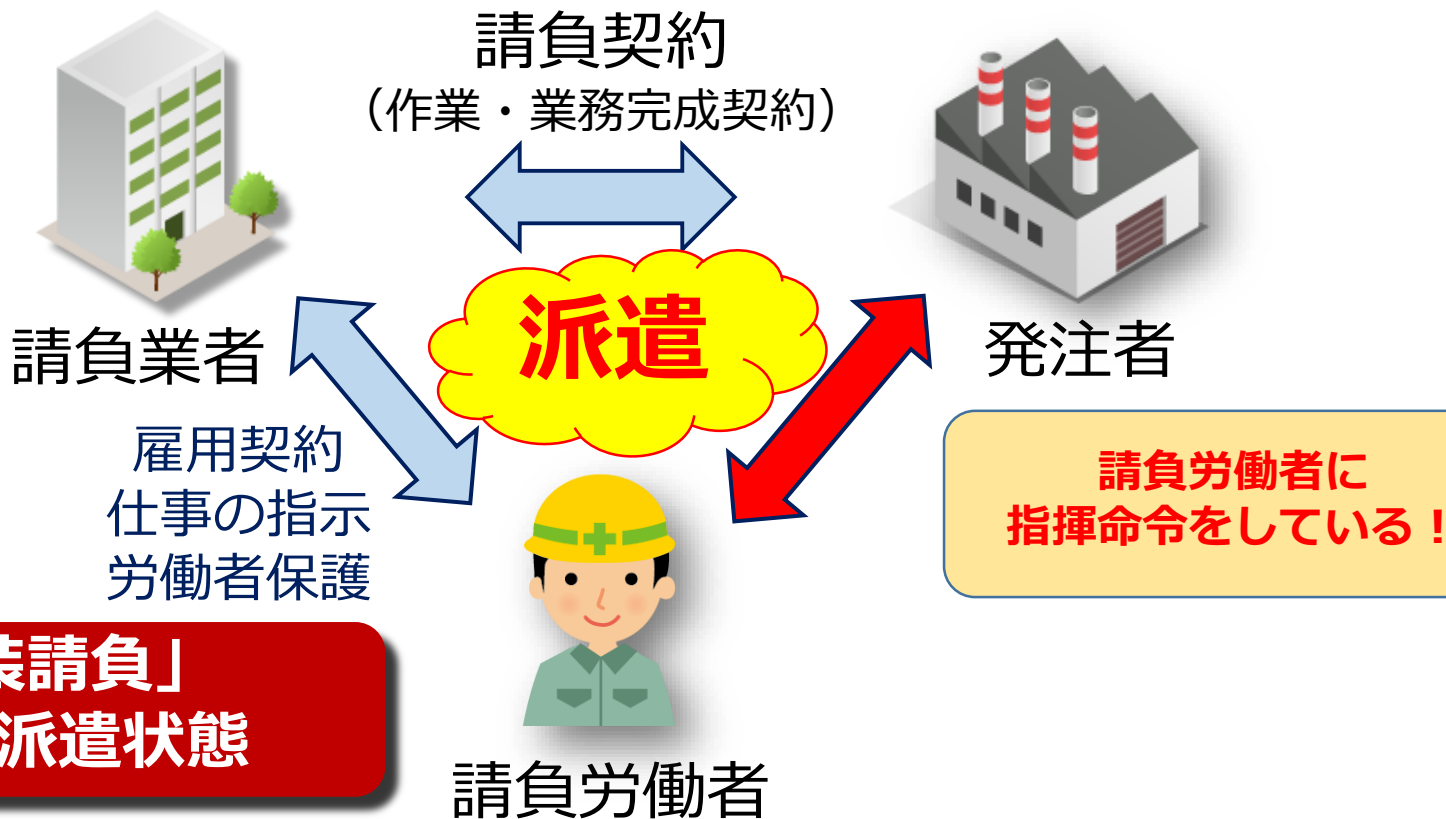 請負契約
（作業・業務完成契約）
派遣
請負業者
発注者
雇用契約
仕事の指示
労働者保護
請負労働者に
指揮命令をしている！
装請負」
派遣状態
請負労働者